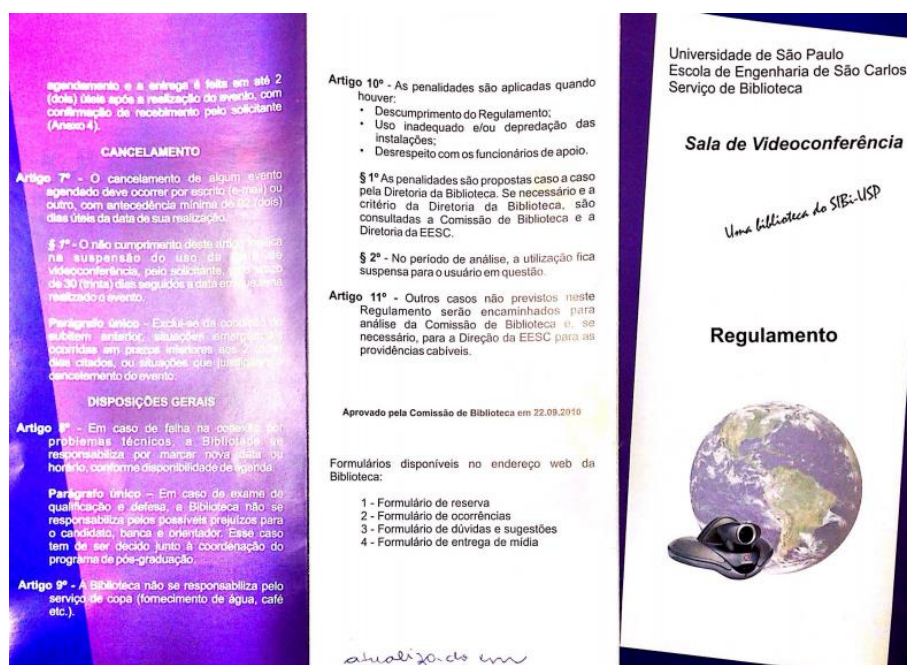 agendamento e a entrega é feita em até 2
(dois) úteis após a realização do evento, com
confirmação de recebimento pelo solicitante
(Anexo 4).
CANCELAMENTO
Artigo 7º - O cancelamento de algum evento
agendado deve ocorrer por escrito (e-mail) ou
outro, com antecedência mínima de 02 (dois)
dias úteis da data de sua realização.
§ 1º - O não cumprimento deste artigo implica
na suspensão do uso da
videoconferência, pelo solicitante,
de 30 (trinta) dias seguidos a data em que seria
realizado o evento.
Parágrafo único - Exclui-se da condição do
subitem anterior, situações emergenciais
ocorridas em prazos inferiores aos 2
dias citados, ou situações que justifiquem o
cancelamento do evento.
DISPOSIÇÕES GERAIS
Artigo 8º - Em caso de falha na conexão por
problemas técnicos, a Biblioteca se
responsabiliza por marcar nova data ou
horário, conforme disponibilidade de agenda.
Parágrafo único – Em caso de exame de
qualificação e defesa, a Biblioteca não se
responsabiliza pelos possíveis prejuízos para
o candidato, banca e orientador. Esse caso
tem de ser decido junto à coordenação do
programa de pós-graduação.
Artigo 9º - A Biblioteca não se responsabiliza pelo
serviço de copa (fornecimento de água, café
etc.).
Artigo 10º - As penalidades são aplicadas quando
houver:
• Descumprimento do Regulamento;
• Uso inadequado e/ou depredação das
instalações;
• Desrespeito com os funcionários de apoio.
§ 1º As penalidades são propostas caso a caso
pela Diretoria da Biblioteca. Se necessário e a
critério da Diretoria da Biblioteca, são
consultadas a Comissão de Biblioteca e a
Diretoria da EESC.
§ 2º - No período de análise, a utilização fica
suspensa para o usuário em questão.
Artigo 11º - Outros casos não previstos neste
Regulamento serão encaminhados para
análise da Comissão de Biblioteca e, se
necessário, para a Direção da EESC para as
providências cabíveis.
Aprovado pela Comissão de Biblioteca em 22.09.2010
Formulários disponíveis no endereço web da
Biblioteca:
1 - Formulário de reserva
2 - Formulário de ocorrências
3 - Formulário de dúvidas e sugestões
4 - Formulário de entrega de mídia
atualizado em
Universidade de São Paulo
Escola de Engenharia de São Carlos
Serviço de Biblioteca
Sala de Videoconferência
Uma biblioteca do SIBi-USP
Regulamento